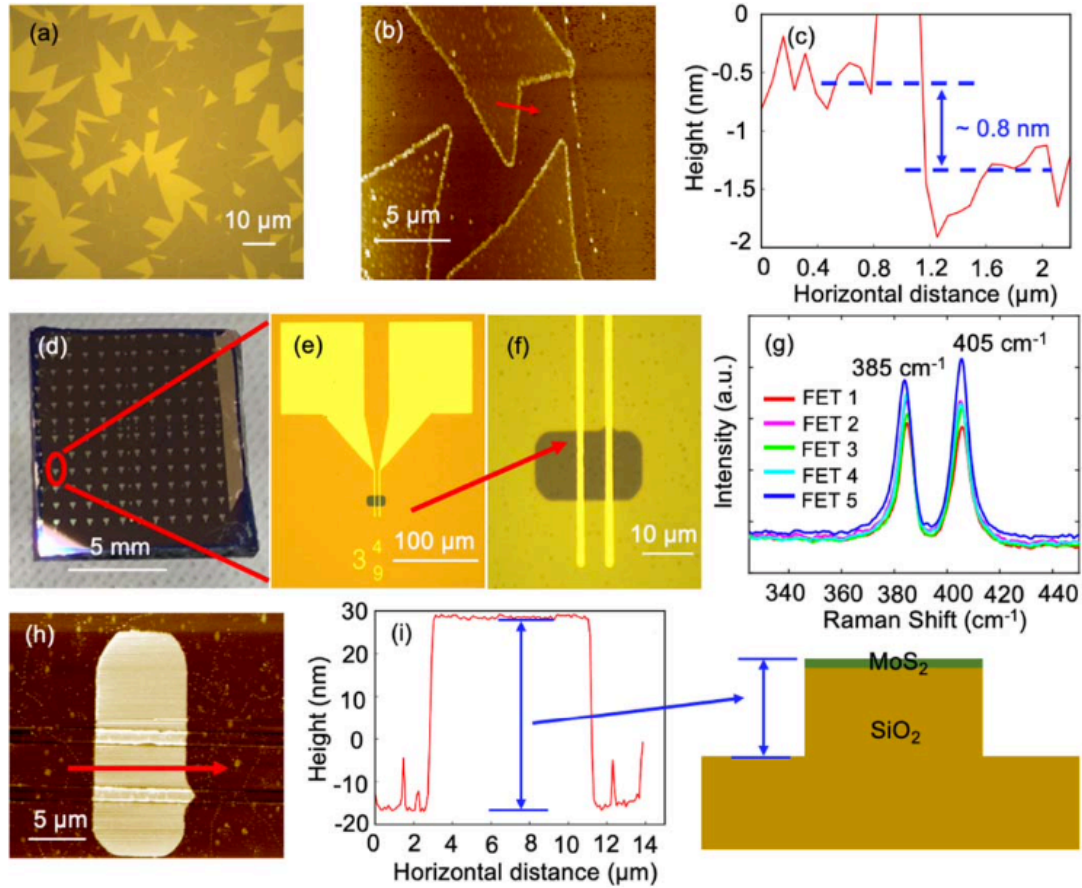 (a)
10 μm
(b)
5 μm
(c)
Height (nm)
0
-0.5
-1
-1.5
-2
~ 0.8 nm
0 0.4 0.8 1.2 1.6 2
Horizontal distance (μm)
(d)
5 mm
(e)
3 4
9
100 μm
(f)
10 μm
(g)
Intensity (a.u.)
385 cm⁻¹
405 cm⁻¹
FET 1
FET 2
FET 3
FET 4
FET 5
340 360 380 400 420 440
Raman Shift (cm⁻¹)
(h)
5 μm
(i)
Height (nm)
30
20
10
0
-10
-20
0 2 4 6 8 10 12 14
Horizontal distance (μm)
MoS₂
SiO₂